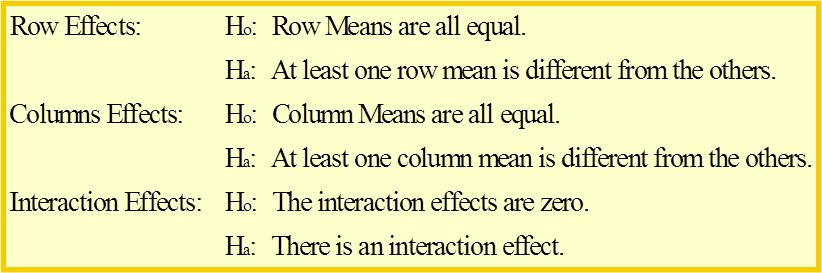 Row Effects: Ho: Row Means are all equal.
Ha: At least one row mean is different from the others.
Columns Effects: Ho: Column Means are all equal.
Ha: At least one column mean is different from the others.
Interaction Effects: Ho: The interaction effects are zero.
Ha: There is an interaction effect.